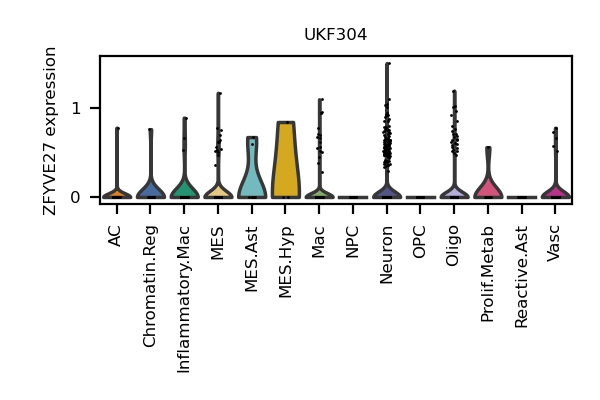 UKF304
ZFYVE27 expression
1
0
AC
Chromatin.Reg
Inflammatory.Mac
MES
MES.Ast
MES.Hyp
Mac
NPC
Neuron
OPC
Oligo
Prolif.Metab
Reactive.Ast
Vasc